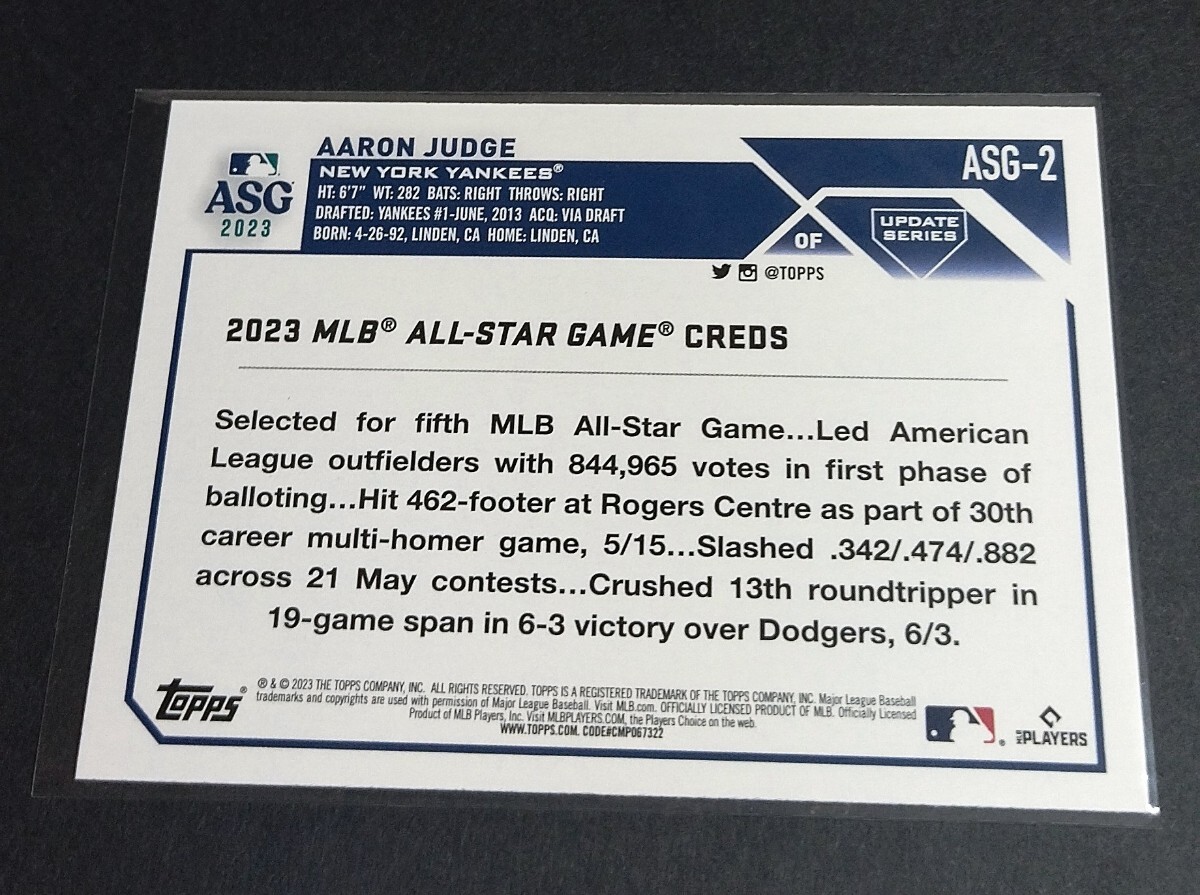 ASG
2023
AARON JUDGE
NEW YORK YANKEES®
HT: 6'7" WT: 282 BATS: RIGHT THROWS: RIGHT
DRAFTED: YANKEES #1-JUNE, 2013 ACQ: VIA DRAFT
BORN: 4-26-92, LINDEN, CA HOME: LINDEN, CA
ASG-2
OF
UPDATE
SERIES
@TOPPS
2023 MLB® ALL-STAR GAME® CREDS
Selected for fifth MLB All-Star Game...Led American
League outfielders with 844,965 votes in first phase of
balloting...Hit 462-footer at Rogers Centre as part of 30th
career multi-homer game, 5/15...Slashed .342/.474/.882
across 21 May contests...Crushed 13th roundtripper in
19-game span in 6-3 victory over Dodgers, 6/3.
topps®
® & © 2023 THE TOPPS COMPANY, INC. ALL RIGHTS RESERVED. TOPPS IS A REGISTERED TRADEMARK OF THE TOPPS COMPANY, INC. Major League Baseball
trademarks and copyrights are used with permission of Major League Baseball. Visit MLB.com. OFFICIALLY LICENSED PRODUCT OF MLB. Officially Licensed
Product of MLB Players, Inc. Visit MLBPLAYERS.COM, the Players Choice on the web.
WWW.TOPPS.COM. CODE#CMP067322
MLB PLAYERS